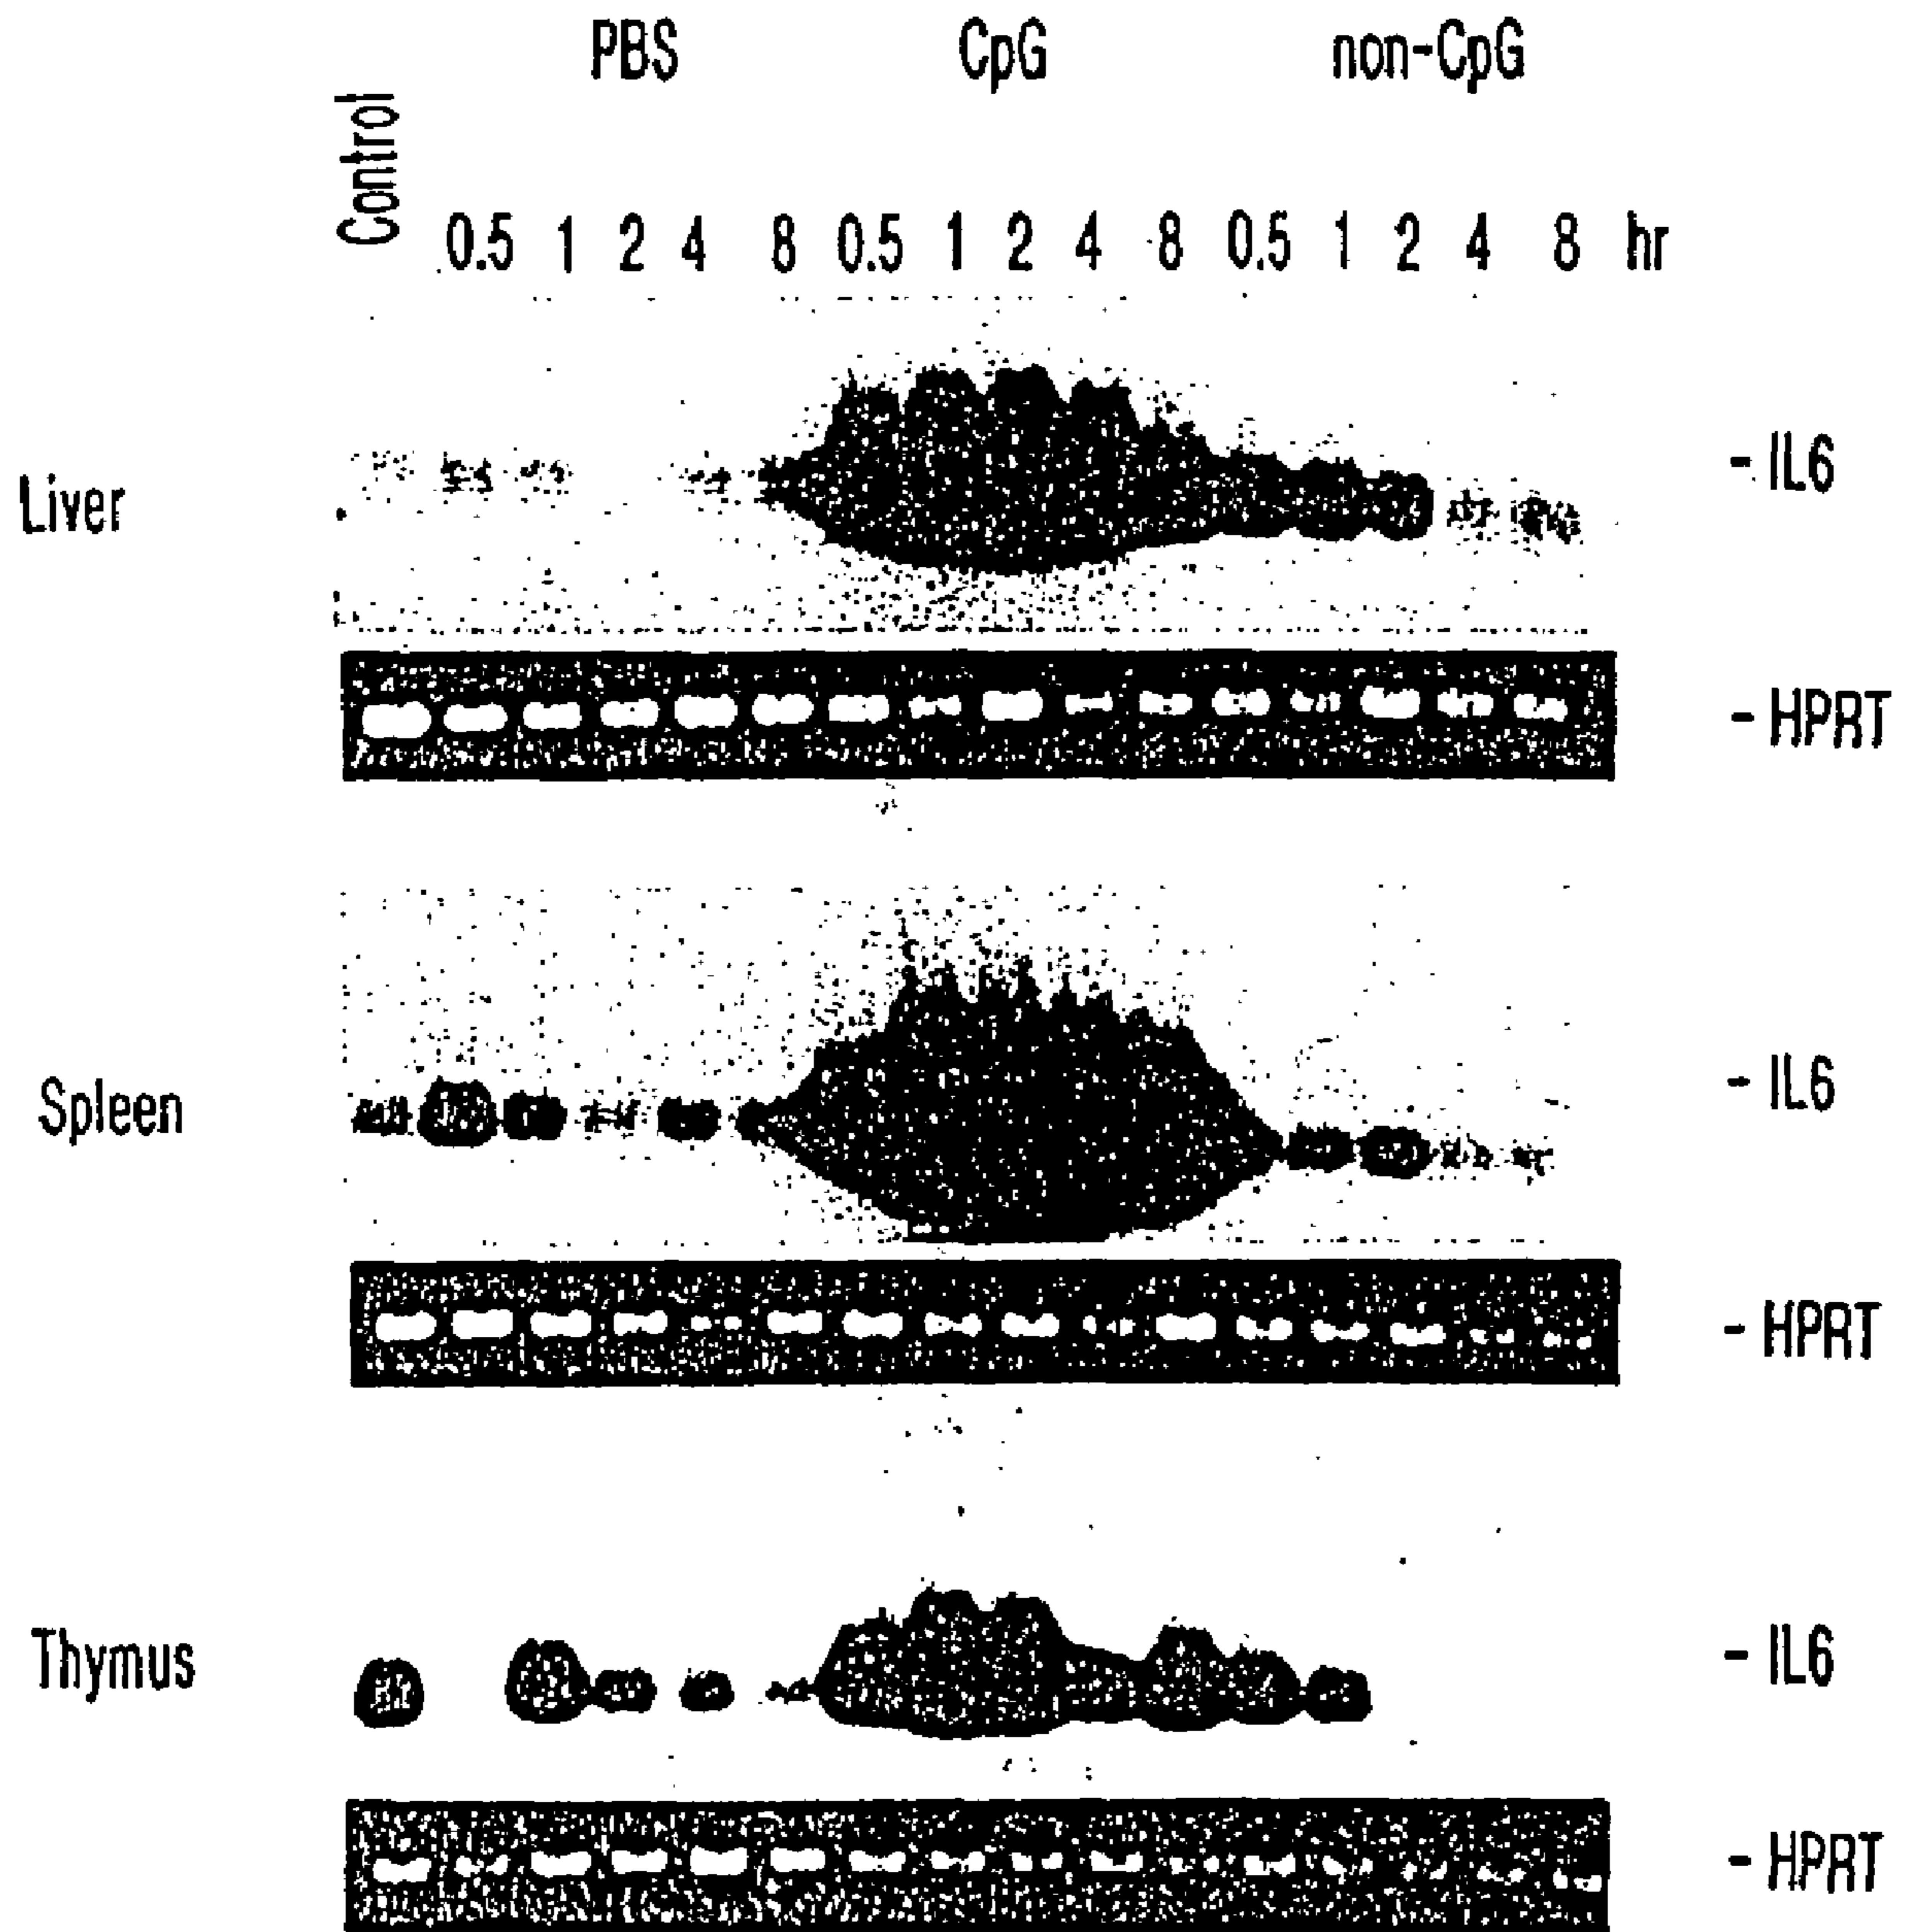 PBS CpG non-CpG
Control
0.5 1 2 4 8 0.5 1 2 4 8 0.5 1 2 4 8 hr
Liver
- IL6
- HPRT
Spleen
- IL6
- HPRT
Thymus
- IL6
- HPRT